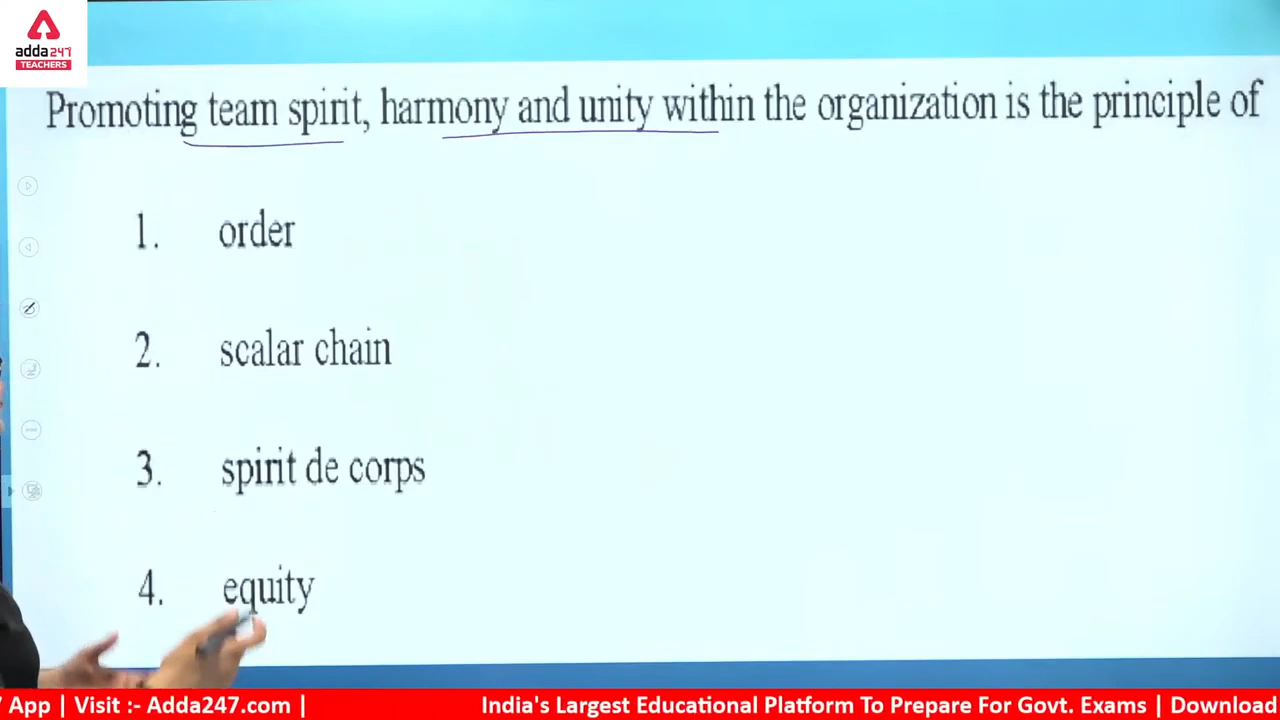 adda247
TEACHERS
Promoting team spirit, harmony and unity within the organization is the principle of
1. order
2. scalar chain
3. spirit de corps
4. equity
App | Visit :- Adda247.com | India's Largest Educational Platform To Prepare For Govt. Exams | Download